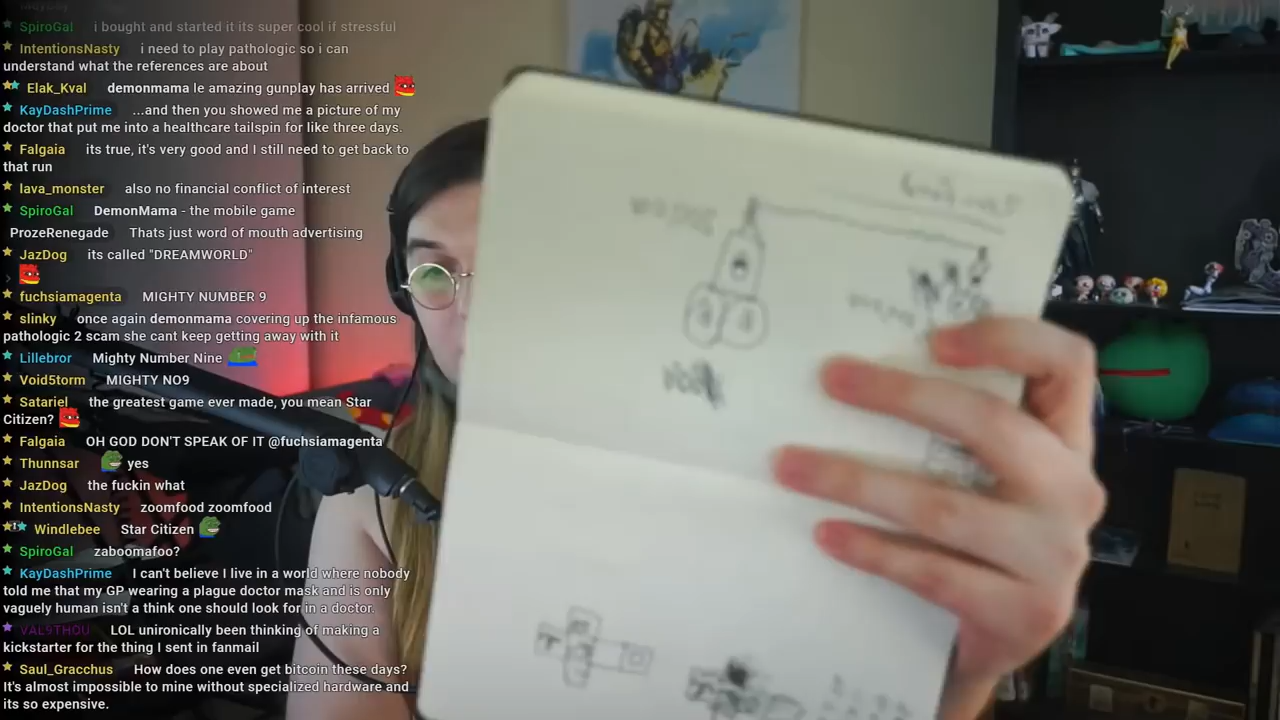 SpiroGal i bought and started it its super cool if stressful
IntentionsNasty i need to play pathologic so i can
understand what the references are about
Elak_Kval demonmama le amazing gunplay has arrived
KayDashPrime ...and then you showed me a picture of my
doctor that put me into a healthcare tailspin for like three days.
Falgaia its true, it's very good and I still need to get back to
that run
lava_monster also no financial conflict of interest
SpiroGal DemonMama - the mobile game
ProzeRenegade Thats just word of mouth advertising
JazDog its called "DREAMWORLD"
fuchsiamagenta MIGHTY NUMBER 9
slinky once again demonmama covering up the infamous
pathologic 2 scam she cant keep getting away with it
Lillebror Mighty Number Nine
Void5torm MIGHTY NO9
Satariel the greatest game ever made, you mean Star
Citizen?
Falgaia OH GOD DON'T SPEAK OF IT @fuchsiamagenta
Thunnsar yes
JazDog the fuckin what
IntentionsNasty zoomfood zoomfood
Windlebee Star Citizen
SpiroGal zaboomafoo?
KayDashPrime I can't believe I live in a world where nobody
told me that my GP wearing a plague doctor mask and is only
vaguely human isn't a think one should look for in a doctor.
VAL9THOU LOL unironically been thinking of making a
kickstarter for the thing I sent in fanmail
Saul_Gracchus How does one even get bitcoin these days?
It's almost impossible to mine without specialized hardware and
its so expensive.